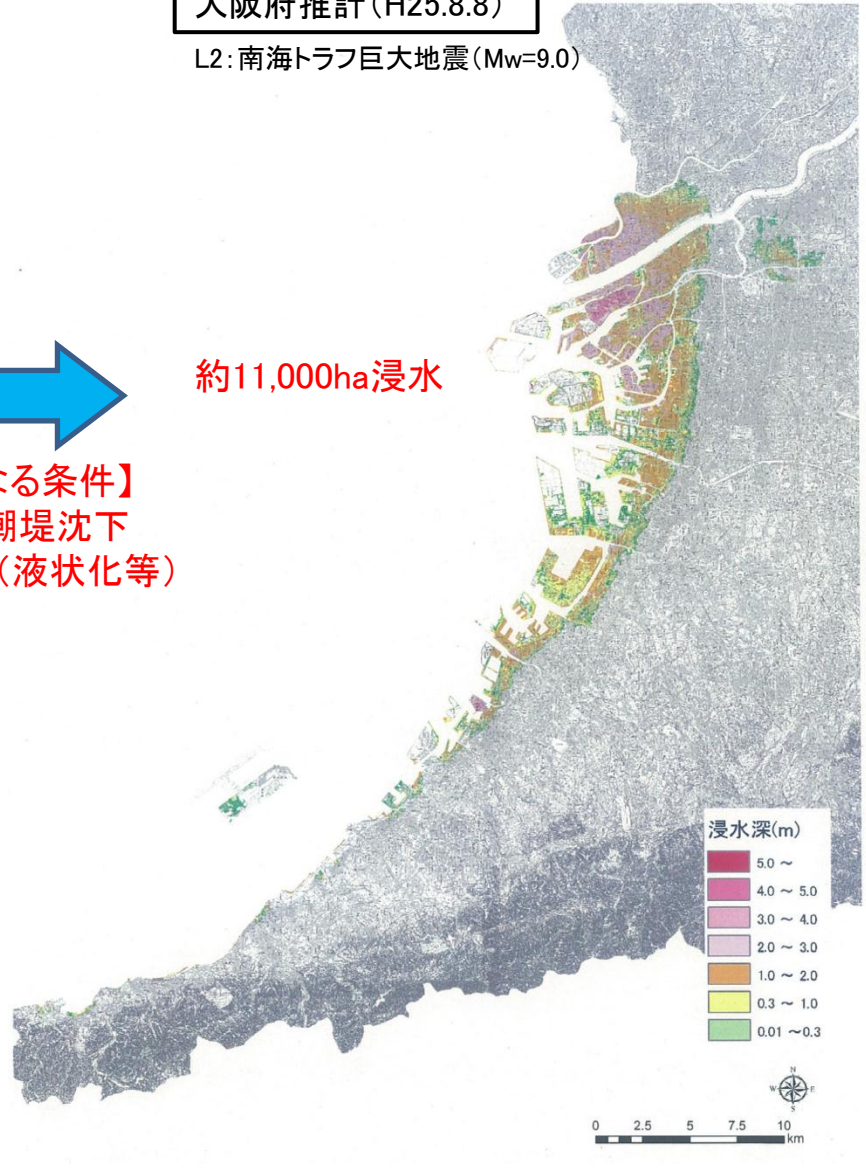 大阪府推計(H25.8.8)
L2:南海トラフ巨大地震(Mw=9.0)
約11,000ha浸水
なる条件】
潮堤沈下
(液状化等)
浸水深(m)
5.0 ~
4.0 ~ 5.0
3.0 ~ 4.0
2.0 ~ 3.0
1.0 ~ 2.0
0.3 ~ 1.0
0.01 ~0.3
N
W E
S
0 2.5 5 7.5 10
km